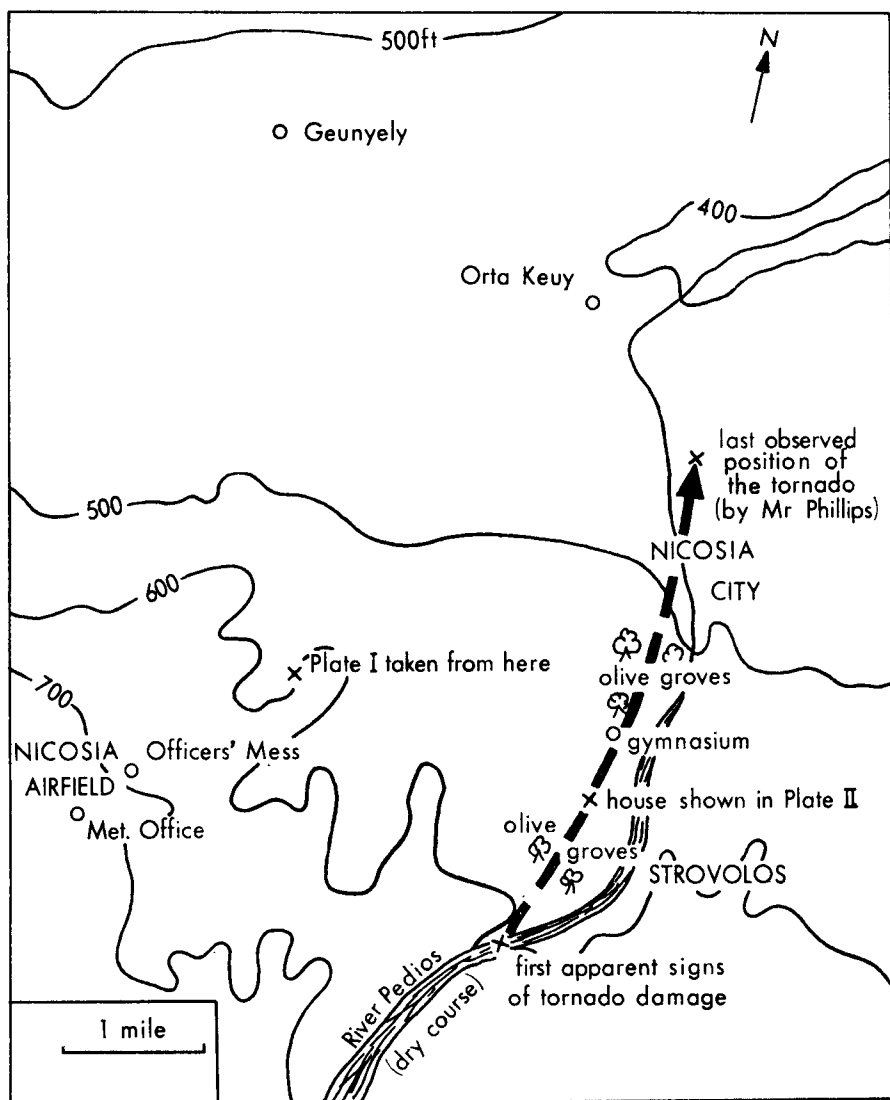 500ft
N
Geunyely
400
Orta Keuy
last observed
position of
the tornado
(by Mr Phillips)
500
NICOSIA
CITY
600
Plate I taken from here
olive groves
700
NICOSIA
AIRFIELD
Officers' Mess
gymnasium
Met. Office
house shown in Plate II
olive
groves
STROVOLOS
first apparent signs
of tornado damage
River Pedios
(dry course)
1 mile